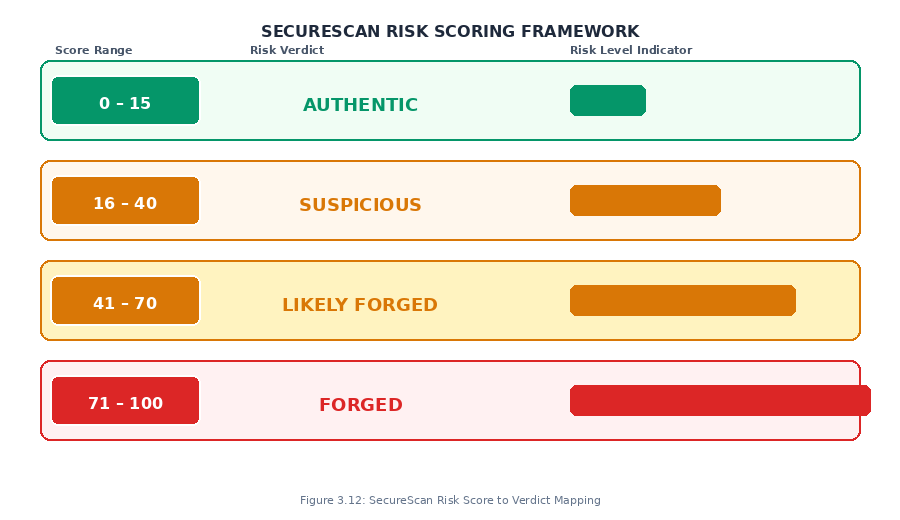 SECURESCAN RISK SCORING FRAMEWORK
Score Range Risk Verdict Risk Level Indicator
0 – 15 AUTHENTIC
16 – 40 SUSPICIOUS
41 – 70 LIKELY FORGED
71 – 100 FORGED
Figure 3.12: SecureScan Risk Score to Verdict Mapping